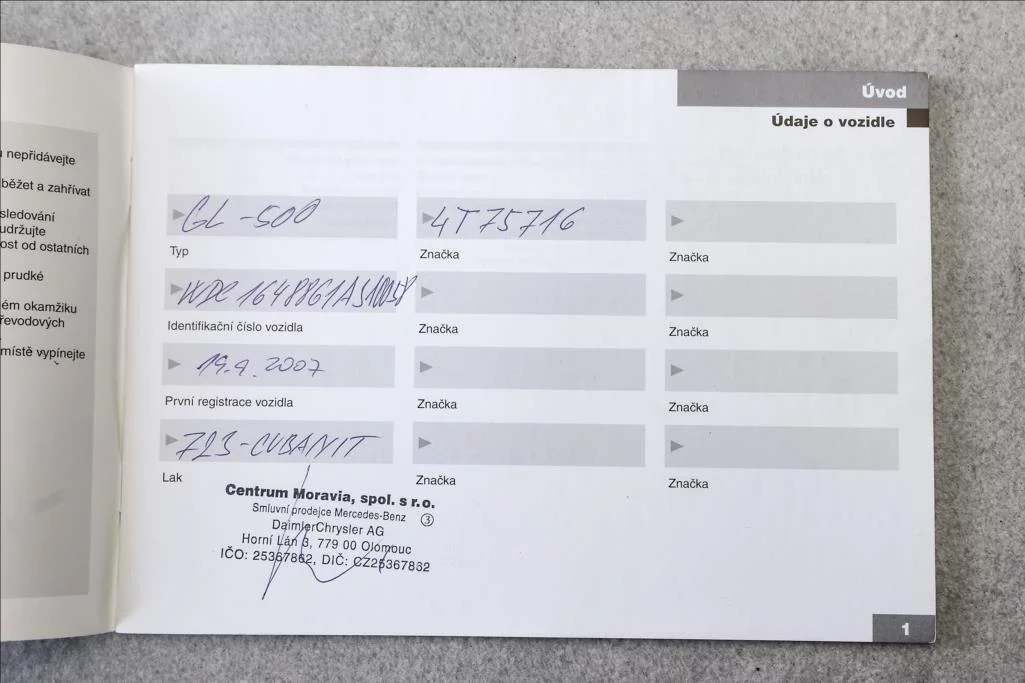 nepřidávejte
běžet a zahřívat
sledování
udržujte
ost od ostatních
prudké
ém okamžiku
řevodových
místě vypínejte
Úvod
Údaje o vozidle
GL-500
4T75716
Typ
Značka
Značka
Identifikační číslo vozidla
Značka
Značka
19.9.2007
První registrace vozidla
Značka
Značka
723-CUBANIT
Lak
Značka
Značka
Centrum Moravia, spol. s r.o.
Smluvní prodejce Mercedes-Benz
③
DaimlerChrysler AG
Horní Lán 3, 779 00 Olomouc
IČO: 25367862, DIČ: CZ25367862
1